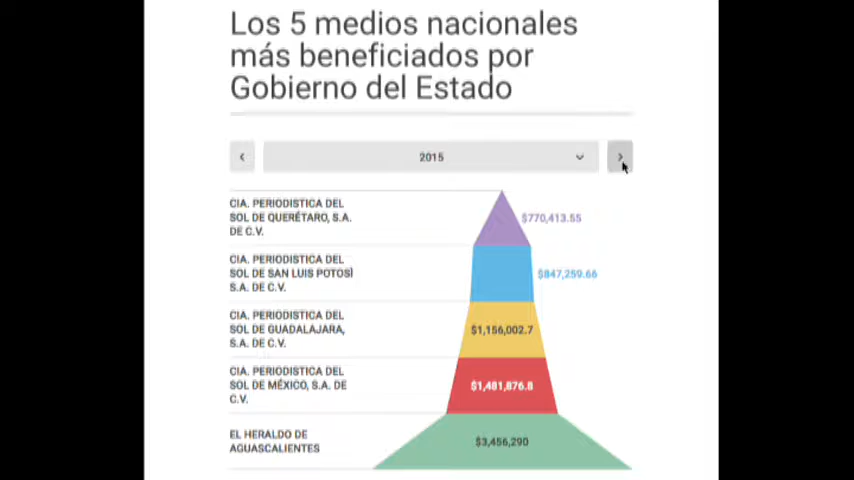 Los 5 medios nacionales
más beneficiados por
Gobierno del Estado
2015
CIA. PERIODISTICA DEL
SOL DE QUERÉTARO, S.A.
DE C.V.
$770,413.55
CIA. PERIODISTICA DEL
SOL DE SAN LUIS POTOSÍ
S.A. DE C.V.
$847,259.66
CIA. PERIODISTICA DEL
SOL DE GUADALAJARA,
S.A. DE C.V.
$1,156,002.7
CIA. PERIODISTICA DEL
SOL DE MÉXICO, S.A. DE
C.V.
$1,481,876.8
EL HERALDO DE
AGUASCALIENTES
$3,456,290